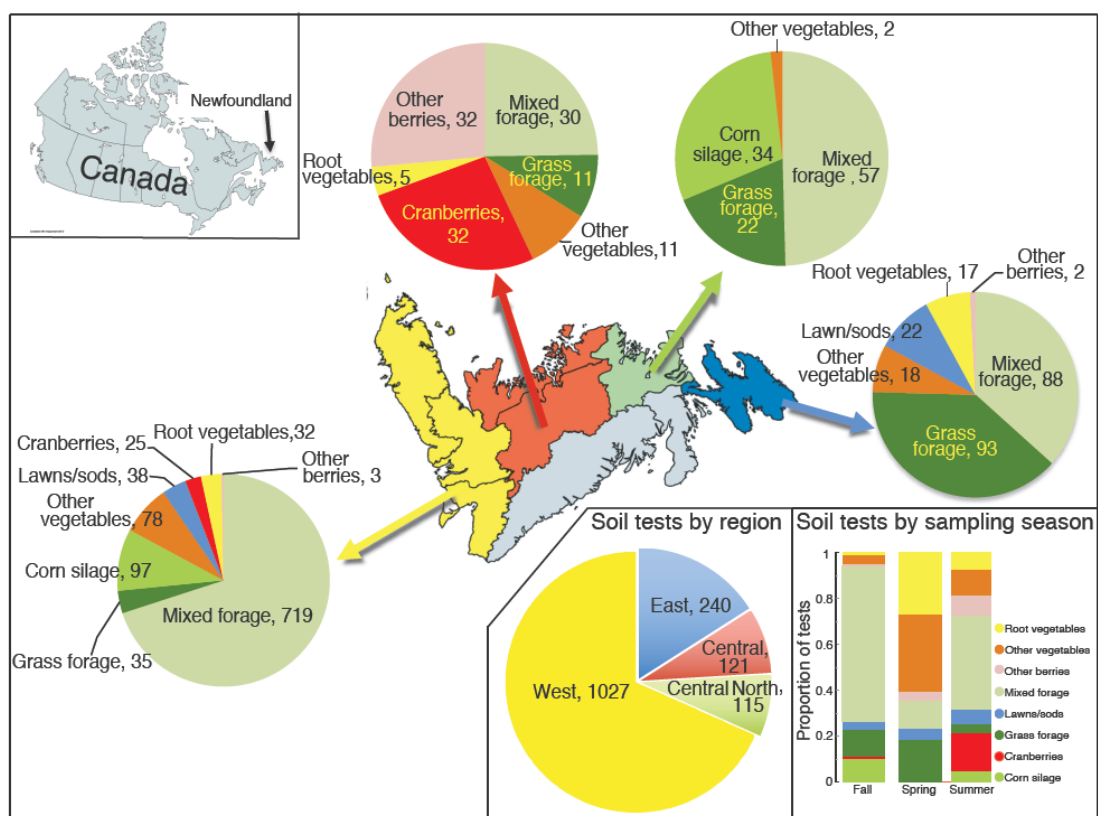 Newfoundland
Canada
Other
berries, 32
Mixed
forage, 30
Root
vegetables,5
Grass
forage, 11
Cranberries,
32
Other
vegetables,11
Other vegetables, 2
Corn
silage , 34
Mixed
forage , 57
Grass
forage,
22
Root vegetables, 17
Other
berries, 2
Lawn/sods, 22
Other
vegetables, 18
Mixed
forage, 88
Grass
forage, 93
Cranberries, 25
Root vegetables,32
Lawns/sods, 38
Other
berries, 3
Other
vegetables, 78
Corn silage, 97
Mixed forage, 719
Grass forage, 35
Soil tests by region
East, 240
Central,
121
West, 1027
Central North,
115
Soil tests by sampling season
Proportion of tests
1
0.8
0.6
0.4
0.2
0
Fall
Spring
Summer
Root vegetables
Other vegetables
Other berries
Mixed forage
Lawns/sods
Grass forage
Cranberries
Corn silage